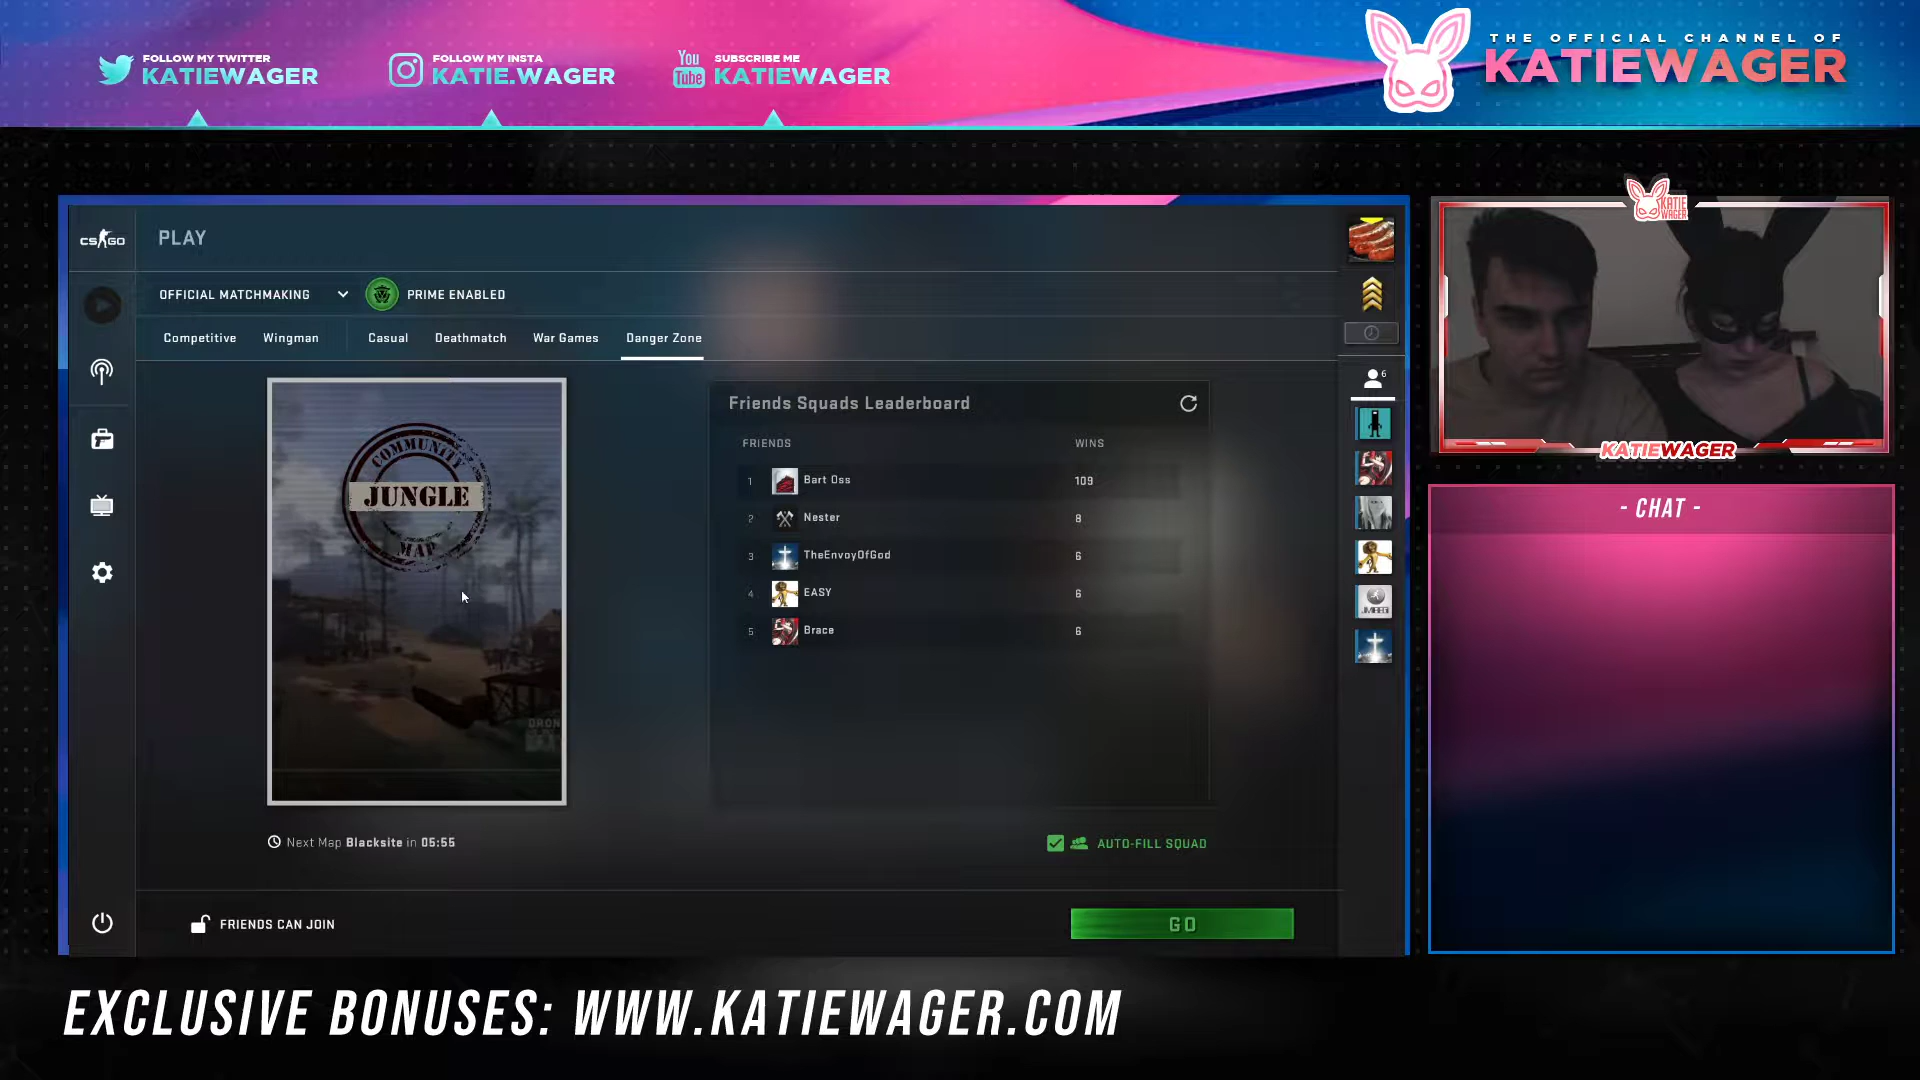 FOLLOW MY TWITTER
KATIEWAGER
FOLLOW MY INSTA
KATIE.WAGER
You
Tube
SUBSCRIBE ME
KATIEWAGER
THE OFFICIAL CHANNEL OF
KATIEWAGER
CS GO
PLAY
OFFICIAL MATCHMAKING
PRIME ENABLED
Competitive
Wingman
Casual
Deathmatch
War Games
Danger Zone
COMMUNITY
JUNGLE
MAP
Friends Squads Leaderboard
FRIENDS
WINS
1 Bart Oss 109
2 Nester 8
3 TheEnvoyOfGod 6
4 EASY 6
5 Brace 6
Next Map Blacksite in 05:55
AUTO-FILL SQUAD
FRIENDS CAN JOIN
GO
6
KATIE
WAGER
KATIEWAGER
- CHAT -
EXCLUSIVE BONUSES: WWW.KATIEWAGER.COM